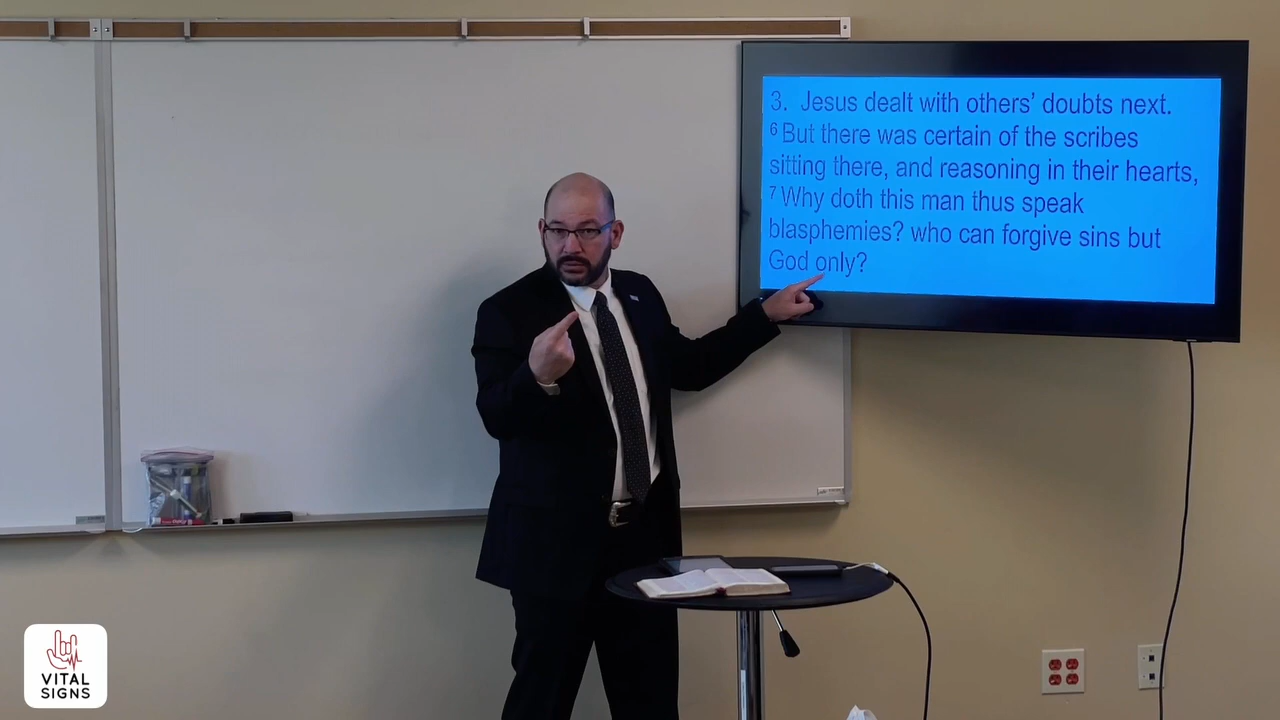 3. Jesus dealt with others' doubts next.
6 But there was certain of the scribes
sitting there, and reasoning in their hearts,
7 Why doth this man thus speak
blasphemies? who can forgive sins but
God only?
VITAL
SIGNS